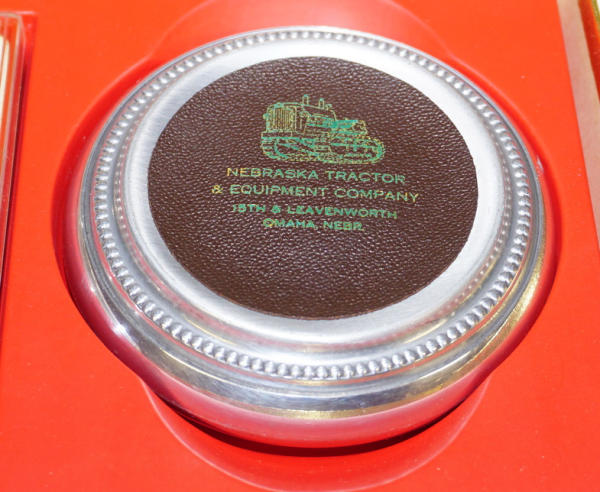 NEBRASKA TRACTOR
& EQUIPMENT COMPANY
15TH & LEAVENWORTH
OMAHA, NEBR.